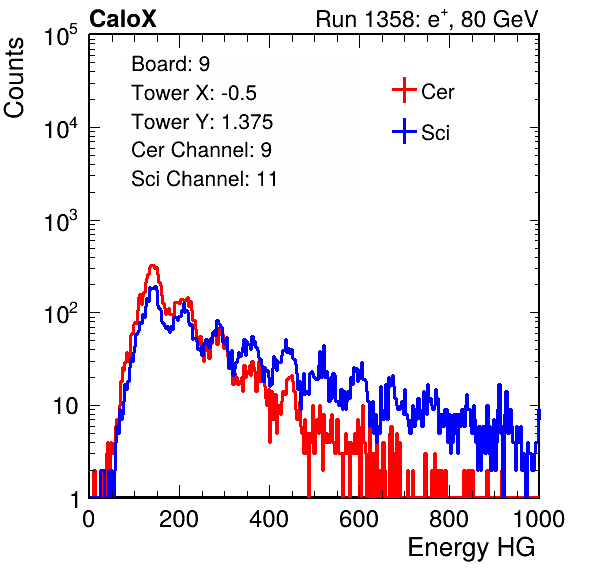 CaloX Run 1358: e⁺, 80 GeV
Counts
10⁵
10⁴
10³
10²
10
1
Board: 9
Tower X: -0.5
Tower Y: 1.375
Cer Channel: 9
Sci Channel: 11
Cer
Sci
0 200 400 600 800 1000
Energy HG